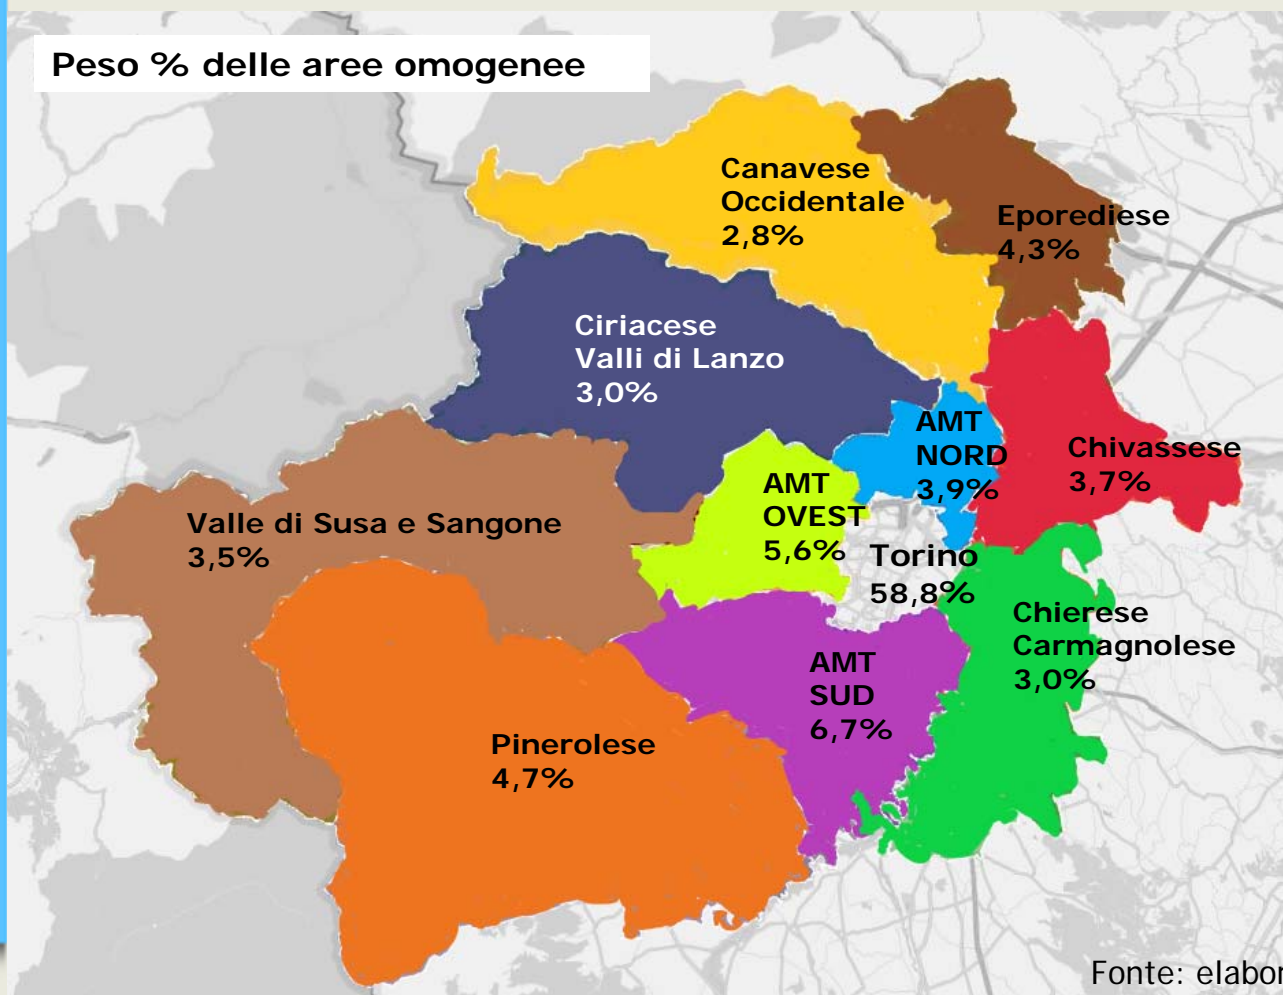 Peso % delle aree omogenee
Canavese
Occidentale
2,8%
Eporediese
4,3%
Ciriacese
Valli di Lanzo
3,0%
AMT
NORD
3,9%
Chivassese
3,7%
AMT
OVEST
5,6%
Valle di Susa e Sangone
3,5%
Torino
58,8%
Chierese
Carmagnolese
3,0%
AMT
SUD
6,7%
Pinerolese
4,7%
Fonte: elabor